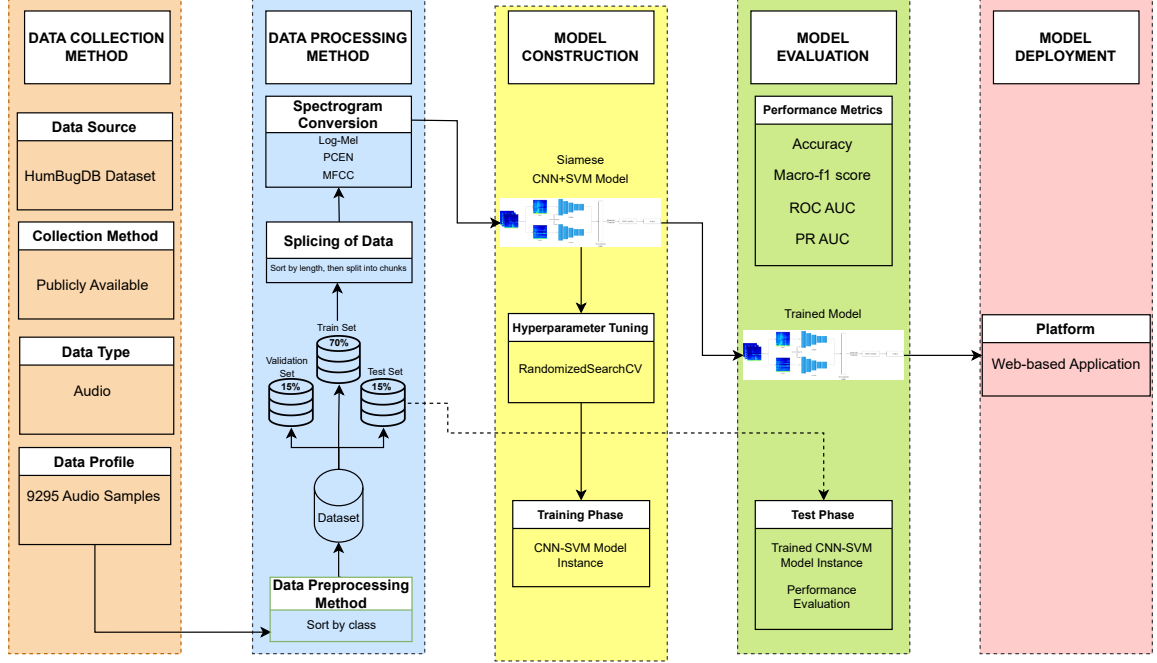 DATA COLLECTION
METHOD
Data Source
HumBugDB Dataset
Collection Method
Publicly Available
Data Type
Audio
Data Profile
9295 Audio Samples
DATA PROCESSING
METHOD
Spectrogram
Conversion
Log-Mel
PCEN
MFCC
Splicing of Data
Sort by length, then split into chunks
Train Set
70%
Validation
Set
15%
Test Set
15%
Dataset
Data Preprocessing
Method
Sort by class
MODEL
CONSTRUCTION
Siamese
CNN+SVM Model
Hyperparameter Tuning
RandomizedSearchCV
Training Phase
CNN-SVM Model
Instance
MODEL
EVALUATION
Performance Metrics
Accuracy
Macro-f1 score
ROC AUC
PR AUC
Trained Model
Test Phase
Trained CNN-SVM
Model Instance
Performance
Evaluation
MODEL
DEPLOYMENT
Platform
Web-based Application